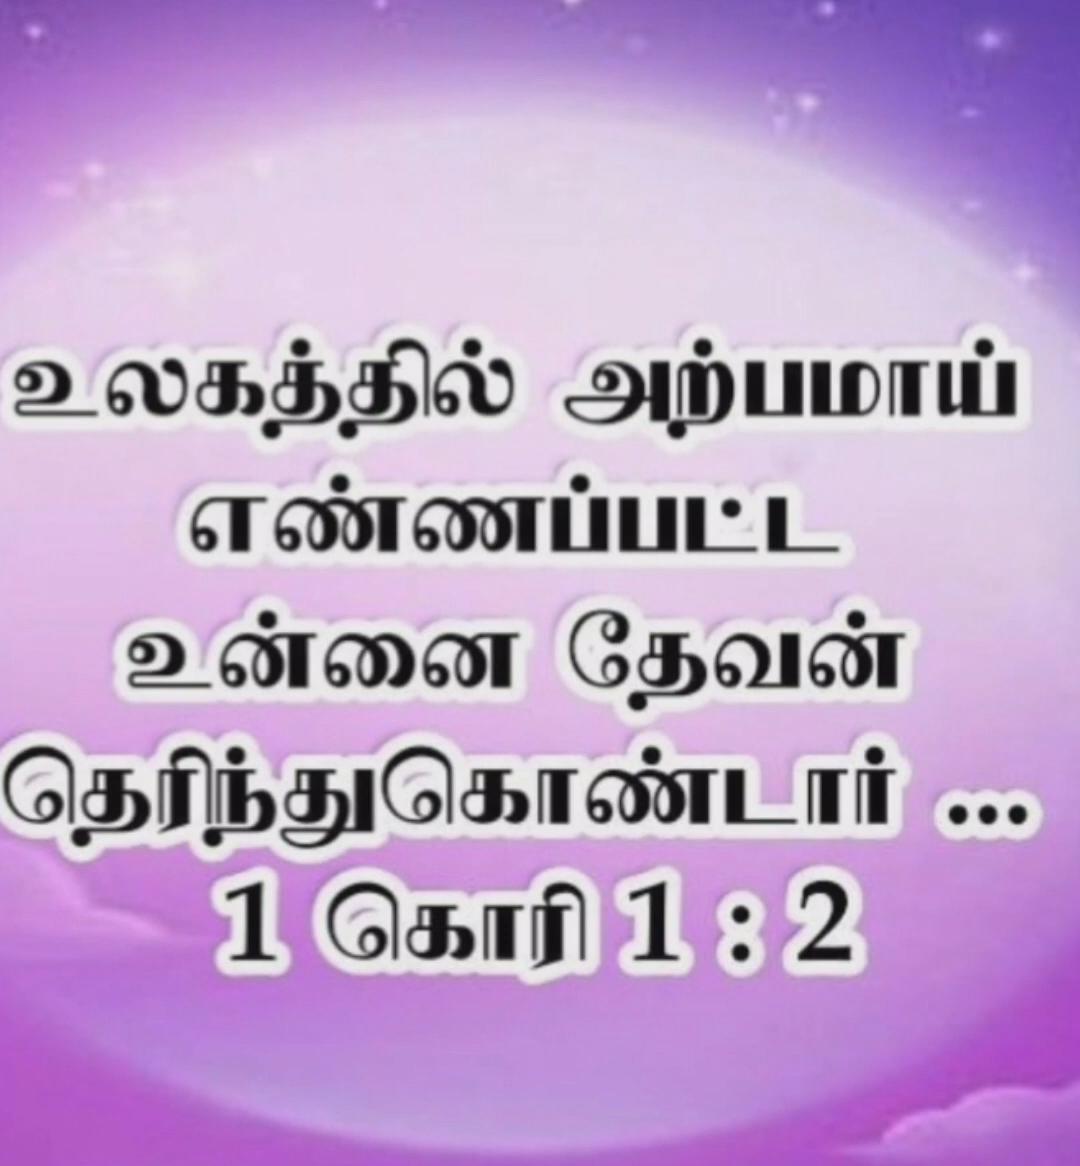 உலகத்தில் அற்பமாய்
எண்ணப்பட்ட
உன்னை தேவன்
தெரிந்துகொண்டார் ...
1 கொரி 1 : 2